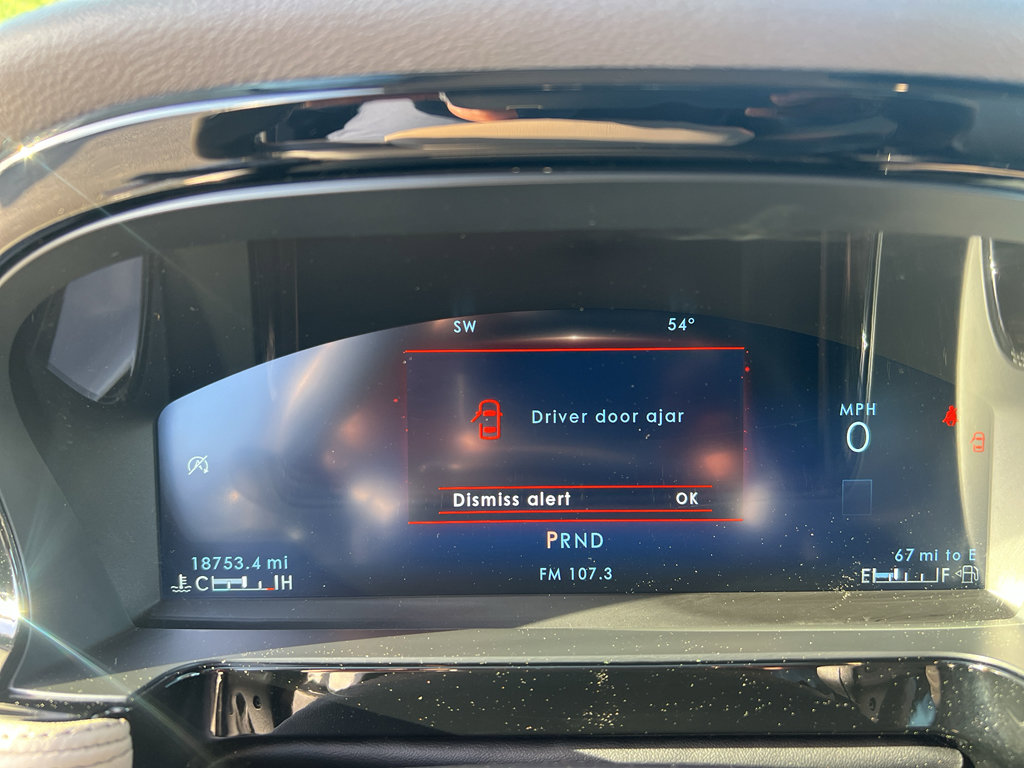 SW 54°
Driver door ajar
MPH
0
Dismiss alert OK
PRND
18753.4 mi
67 mi to E
C H
E F
FM 107.3